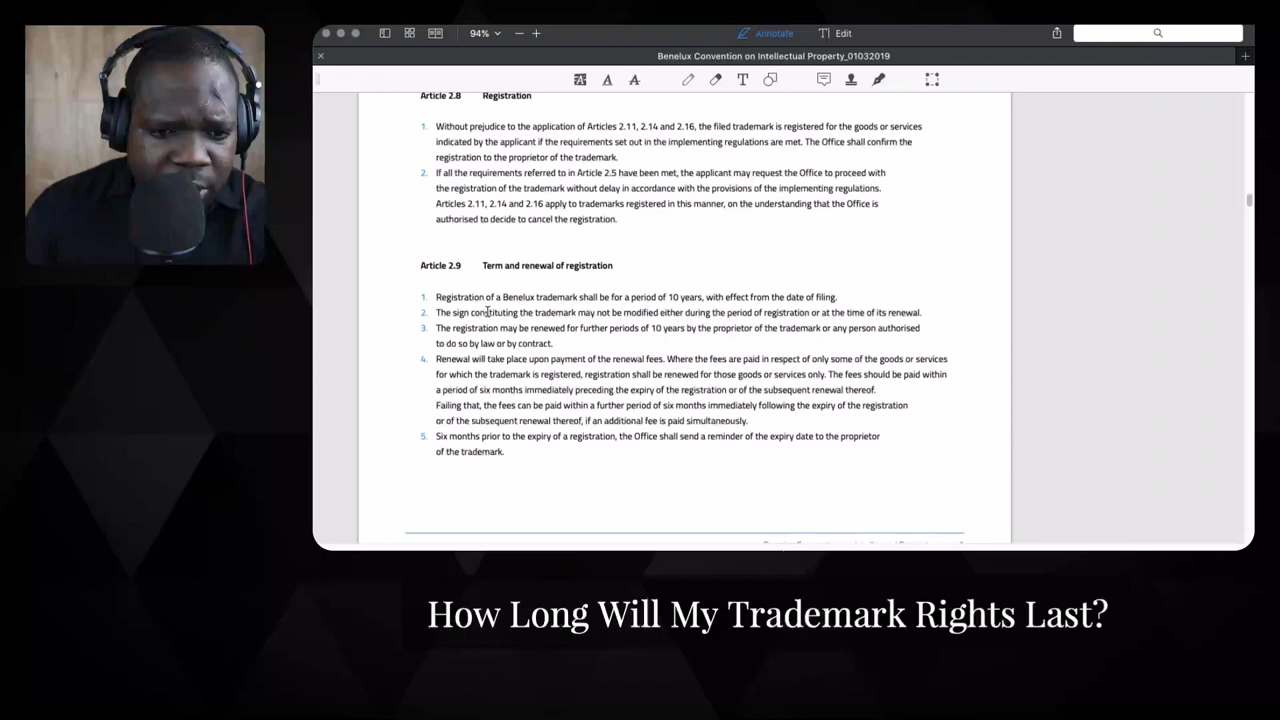 94%
Annotate
Edit
Benelux Convention on Intellectual Property_01032019
Article 2.8 Registration
1. Without prejudice to the application of Articles 2.11, 2.14 and 2.16, the filed trademark is registered for the goods or services
indicated by the applicant if the requirements set out in the implementing regulations are met. The Office shall confirm the
registration to the proprietor of the trademark.
2. If all the requirements referred to in Article 2.5 have been met, the applicant may request the Office to proceed with
the registration of the trademark without delay in accordance with the provisions of the implementing regulations.
Articles 2.11, 2.14 and 2.16 apply to trademarks registered in this manner, on the understanding that the Office is
authorised to decide to cancel the registration.
Article 2.9 Term and renewal of registration
1. Registration of a Benelux trademark shall be for a period of 10 years, with effect from the date of filing.
2. The sign constituting the trademark may not be modified either during the period of registration or at the time of its renewal.
3. The registration may be renewed for further periods of 10 years by the proprietor of the trademark or any person authorised
to do so by law or by contract.
4. Renewal will take place upon payment of the renewal fees. Where the fees are paid in respect of only some of the goods or services
for which the trademark is registered, registration shall be renewed for those goods or services only. The fees should be paid within
a period of six months immediately preceding the expiry of the registration or of the subsequent renewal thereof.
Failing that, the fees can be paid within a further period of six months immediately following the expiry of the registration
or of the subsequent renewal thereof, if an additional fee is paid simultaneously.
5. Six months prior to the expiry of a registration, the Office shall send a reminder of the expiry date to the proprietor
of the trademark.
How Long Will My Trademark Rights Last?